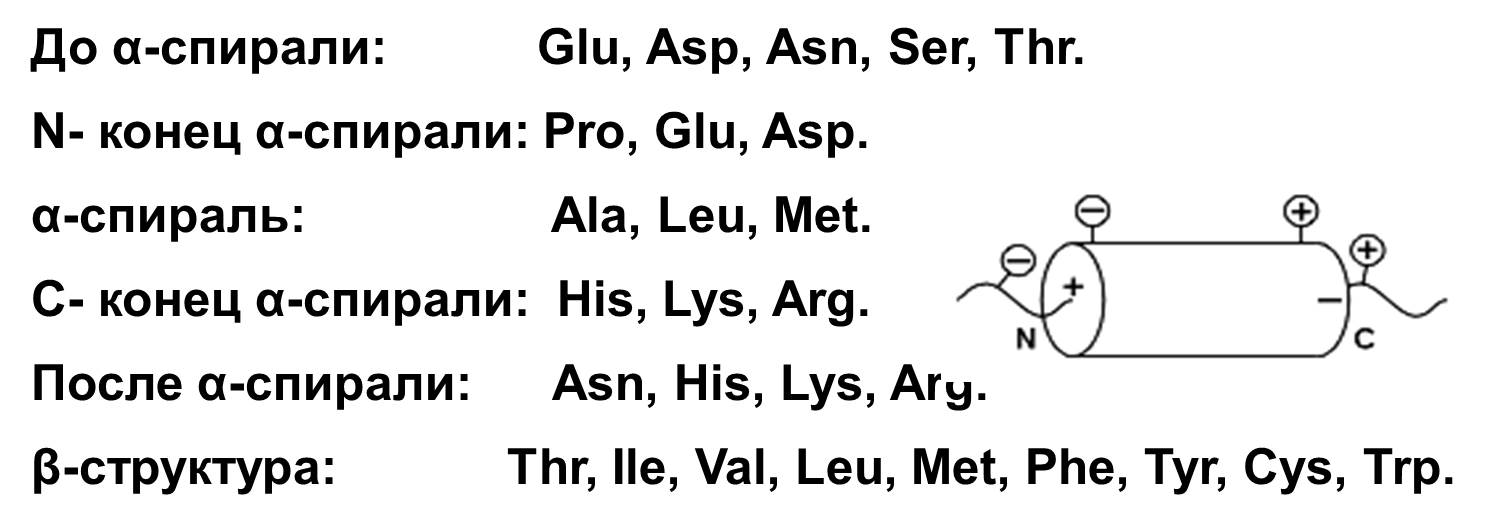 До α-спирали: Glu, Asp, Asn, Ser, Thr.
N- конец α-спирали: Pro, Glu, Asp.
α-спираль: Ala, Leu, Met.
C- конец α-спирали: His, Lys, Arg.
После α-спирали: Asn, His, Lys, Arg.
β-структура: Thr, Ile, Val, Leu, Met, Phe, Tyr, Cys, Trp.
− + − + + −
N C